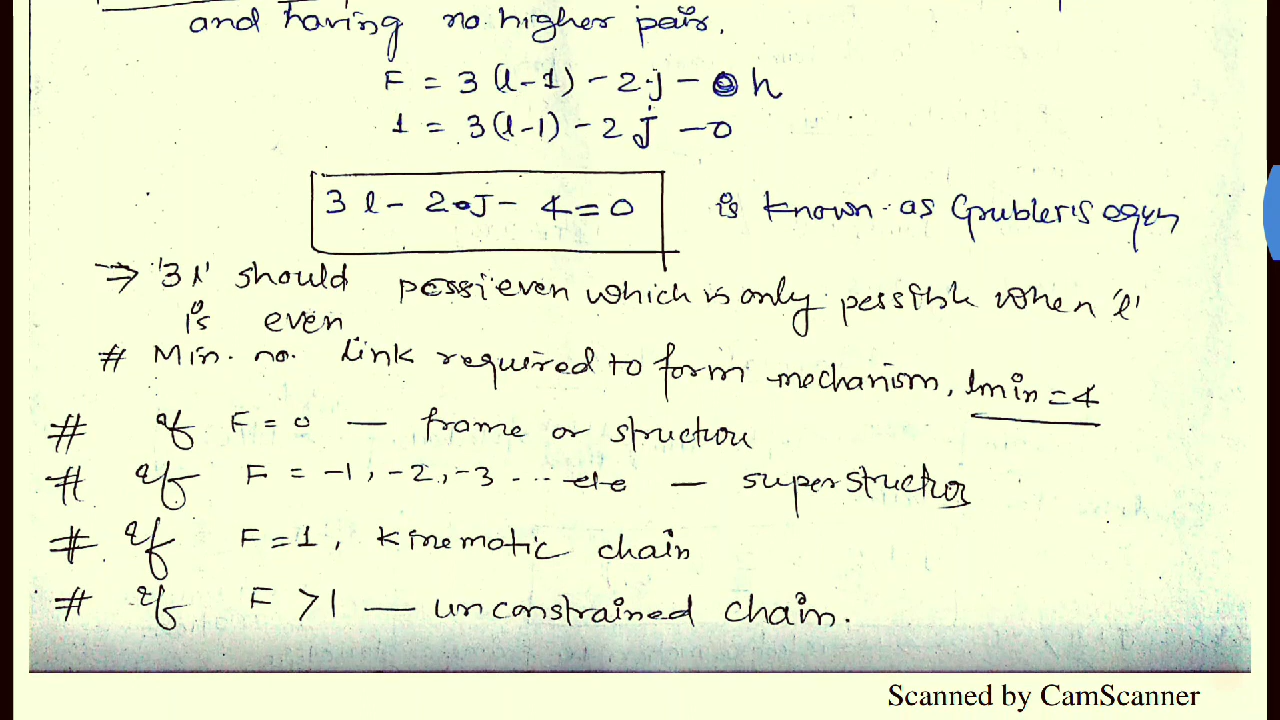 and having no higher pair.
F = 3 (l-1) - 2.j - h
1 = 3(l-1) - 2 J - 0
3 l - 2.J - 4 = 0 is known as Grubler's eqn
⇒ '3l' should possi even which is only possible when 'l'
is even
# Min. no. link required to form mechanism, lmin = 4
# If F = 0 — frame or structure
# If F = -1, -2, -3 ... etc — superstructure
# If F = 1, kinematic chain
# If F > 1 — unconstrained chain.
Scanned by CamScanner